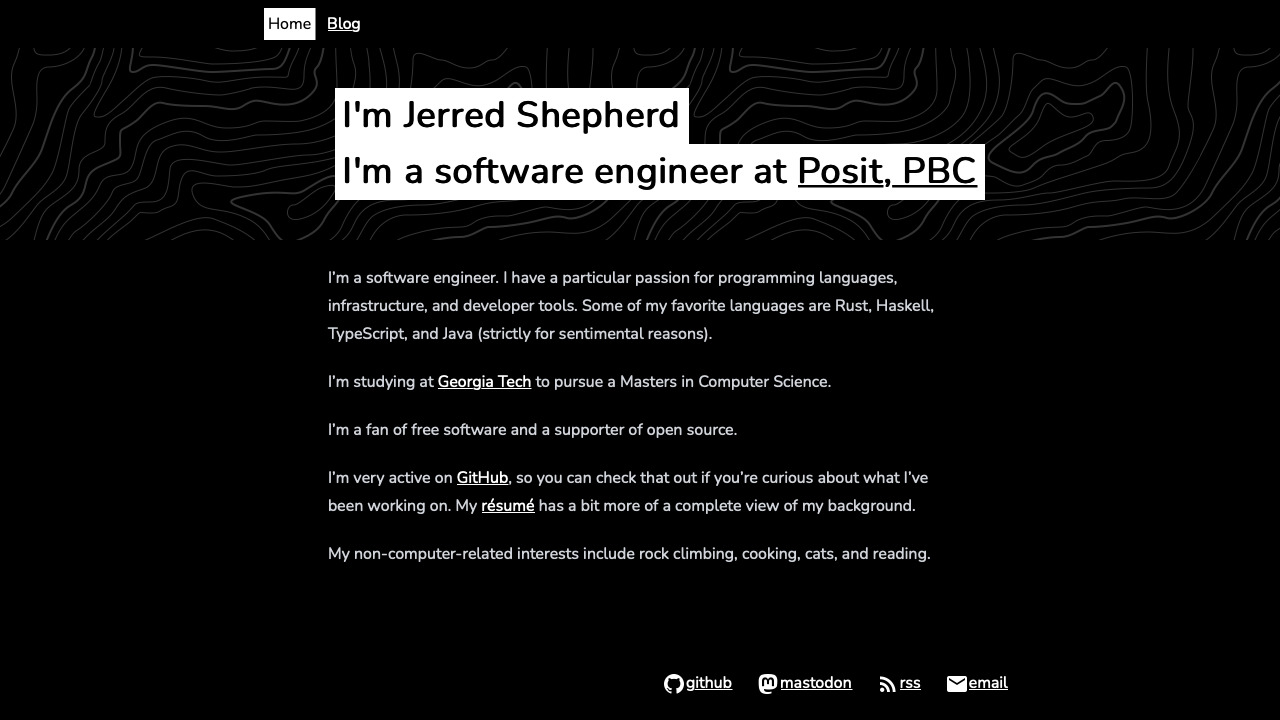 Home Blog
I'm Jerred Shepherd
I'm a software engineer at Posit, PBC
I’m a software engineer. I have a particular passion for programming languages,
infrastructure, and developer tools. Some of my favorite languages are Rust, Haskell,
TypeScript, and Java (strictly for sentimental reasons).
I’m studying at Georgia Tech to pursue a Masters in Computer Science.
I’m a fan of free software and a supporter of open source.
I’m very active on GitHub, so you can check that out if you’re curious about what I’ve
been working on. My résumé has a bit more of a complete view of my background.
My non-computer-related interests include rock climbing, cooking, cats, and reading.
github mastodon rss email